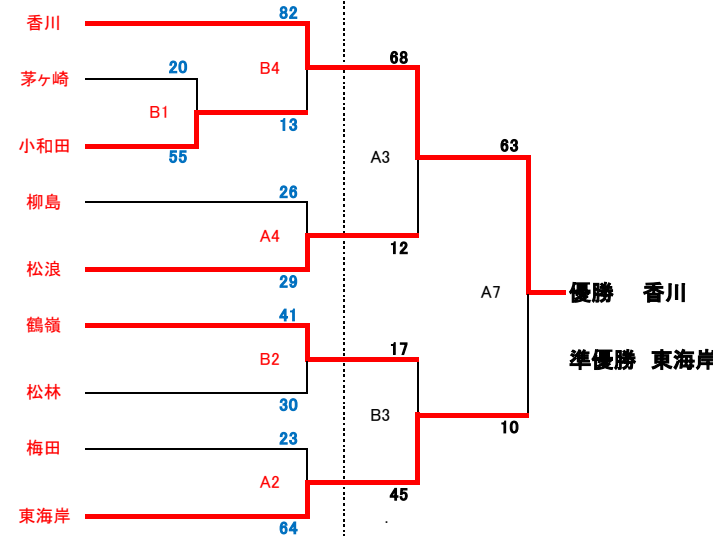 82
香川
B4
68
20
茅ヶ崎
B1
13
小和田
55
63
A3
26
柳島
A4
12
松浪
29
A7
優勝 香川
41
鶴嶺
17
B2
準優勝 東海岸
松林
30
B3
23
梅田
10
A2
45
東海岸
64